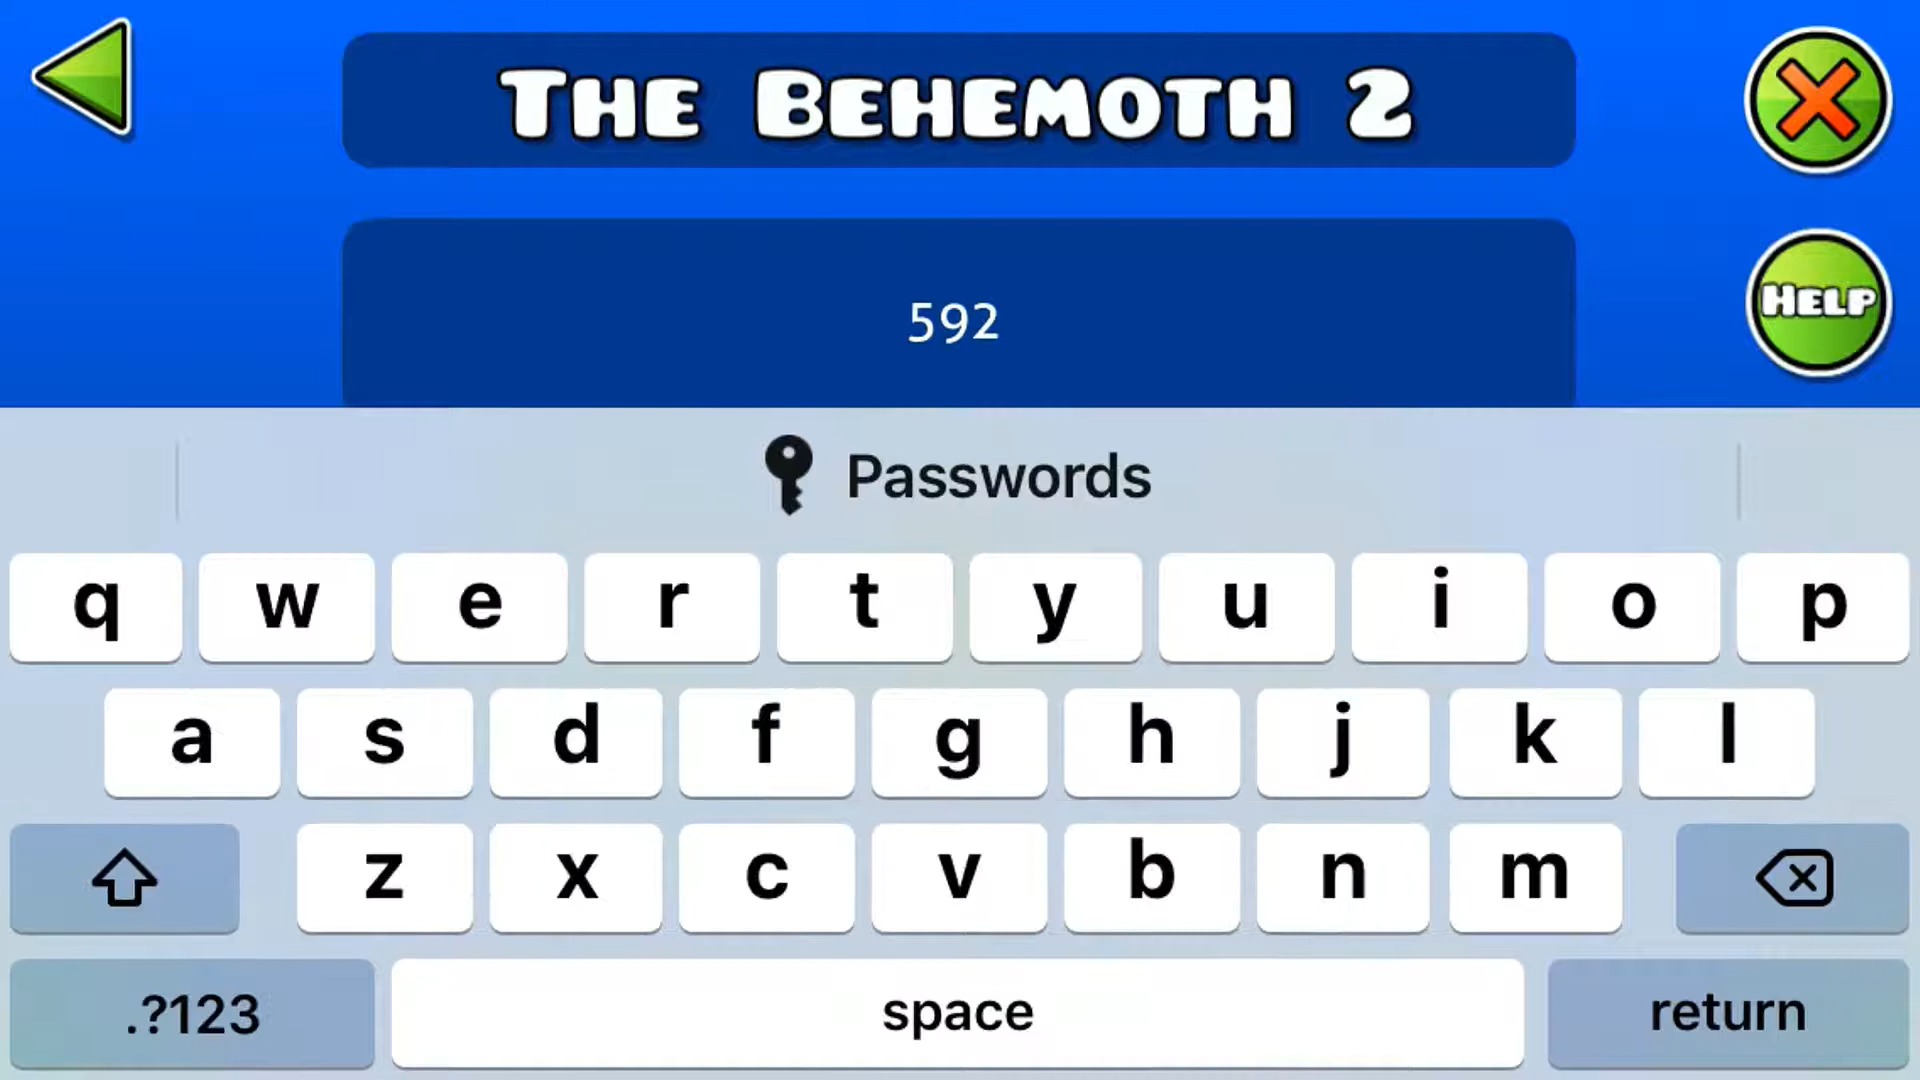 The Behemoth 2
Help
592
Passwords
q w e r t y u i o p
a s d f g h j k l
z x c v b n m
.?123 space return